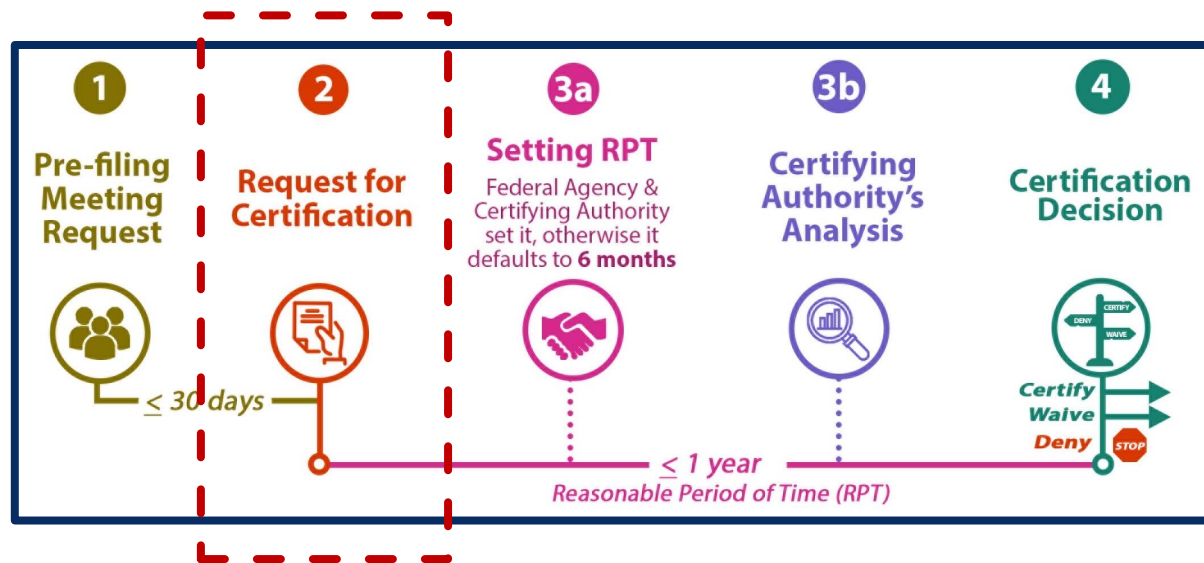 1
Pre-filing
Meeting
Request
≤ 30 days
2
Request for
Certification
3a
Setting RPT
Federal Agency &
Certifying Authority
set it, otherwise it
defaults to 6 months
3b
Certifying
Authority's
Analysis
4
Certification
Decision
CERTIFY
DENY
WAIVE
Certify
Waive
Deny STOP
≤ 1 year
Reasonable Period of Time (RPT)